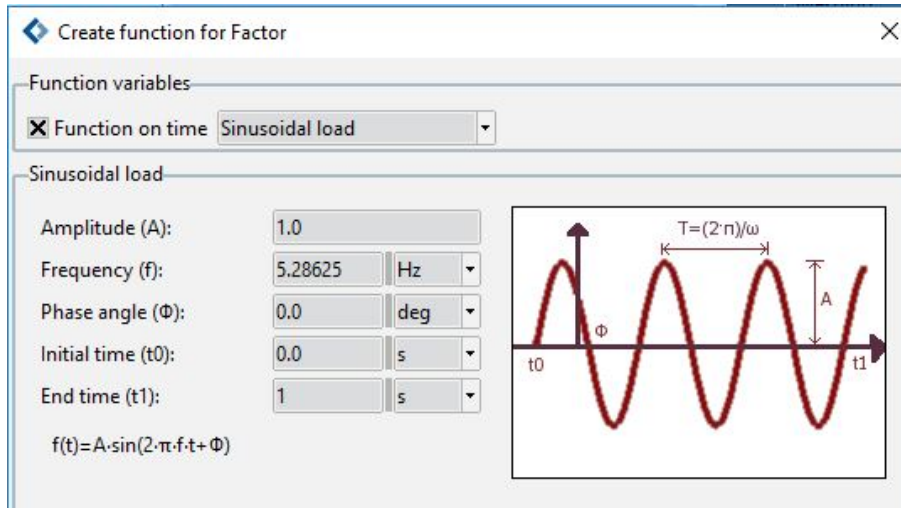 Create function for Factor
Function variables
Function on time Sinusoidal load
Sinusoidal load
Amplitude (A): 1.0
Frequency (f): 5.28625 Hz
Phase angle (Φ): 0.0 deg
Initial time (t0): 0.0 s
End time (t1): 1 s
f(t)=A·sin(2·π·f·t+Φ)
T=(2·π)/ω
A
Φ
t0 t1